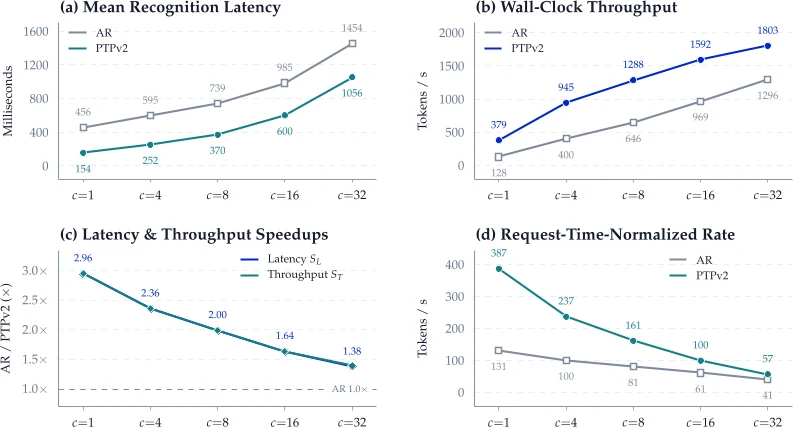 (a) Mean Recognition Latency
Milliseconds
1600
1200
800
400
0
AR
PTPv2
456
595
739
985
1454
154
252
370
600
1056
c=1
c=4
c=8
c=16
c=32
(b) Wall-Clock Throughput
Tokens / s
2000
1500
1000
500
0
AR
PTPv2
379
945
1288
1592
1803
128
400
646
969
1296
c=1
c=4
c=8
c=16
c=32
(c) Latency & Throughput Speedups
AR / PTPv2 (×)
3.0×
2.5×
2.0×
1.5×
1.0×
Latency S_L
Throughput S_T
2.96
2.36
2.00
1.64
1.38
AR 1.0×
c=1
c=4
c=8
c=16
c=32
(d) Request-Time-Normalized Rate
Tokens / s
400
300
200
100
0
AR
PTPv2
387
237
161
100
57
131
100
81
61
41
c=1
c=4
c=8
c=16
c=32